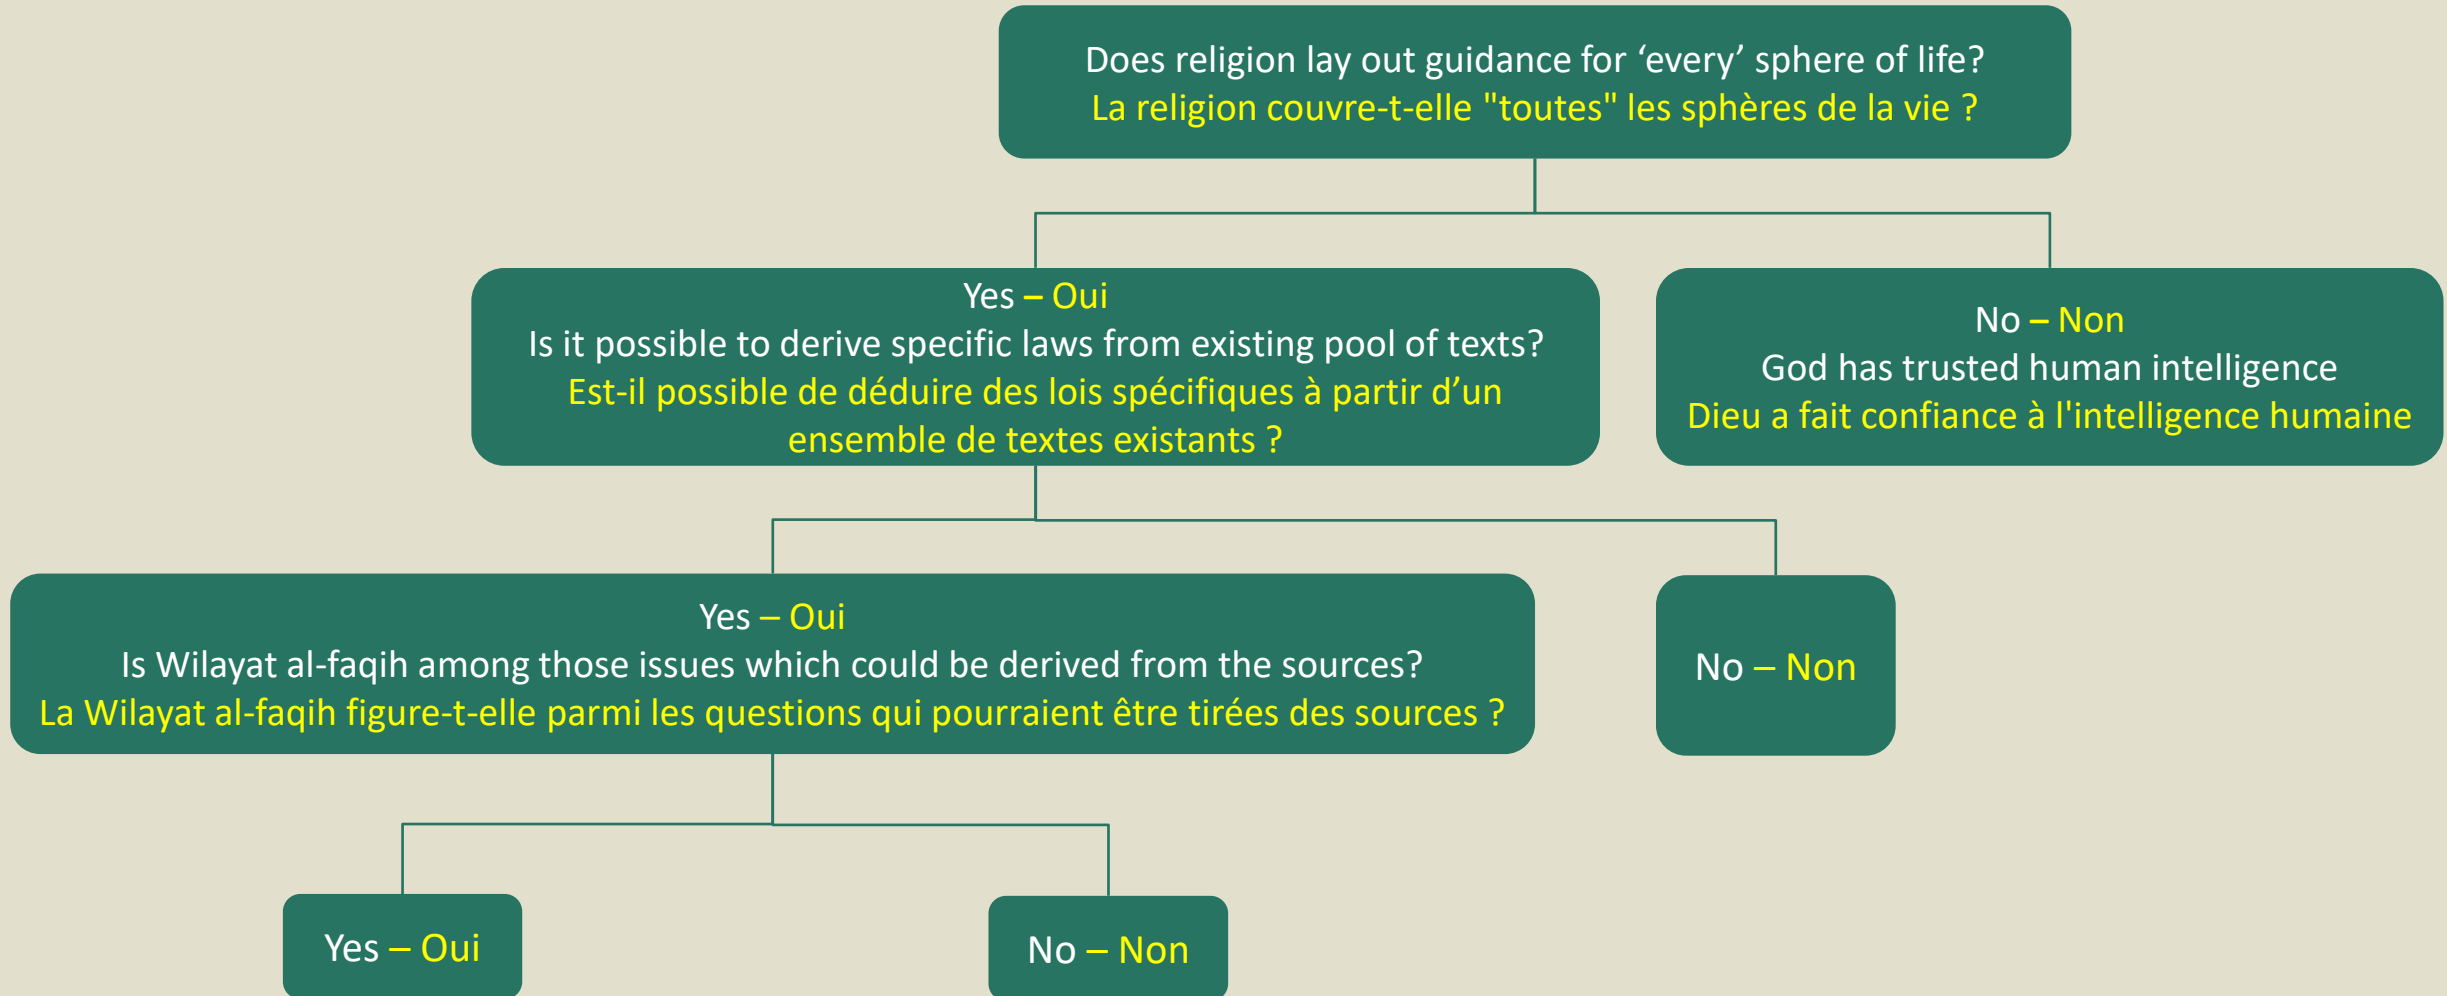 Does religion lay out guidance for ‘every’ sphere of life?
La religion couvre-t-elle "toutes" les sphères de la vie ?
Yes – Oui
Is it possible to derive specific laws from existing pool of texts?
Est-il possible de déduire des lois spécifiques à partir d’un
ensemble de textes existants ?
No – Non
God has trusted human intelligence
Dieu a fait confiance à l'intelligence humaine
Yes – Oui
Is Wilayat al-faqih among those issues which could be derived from the sources?
La Wilayat al-faqih figure-t-elle parmi les questions qui pourraient être tirées des sources ?
No – Non
Yes – Oui
No – Non